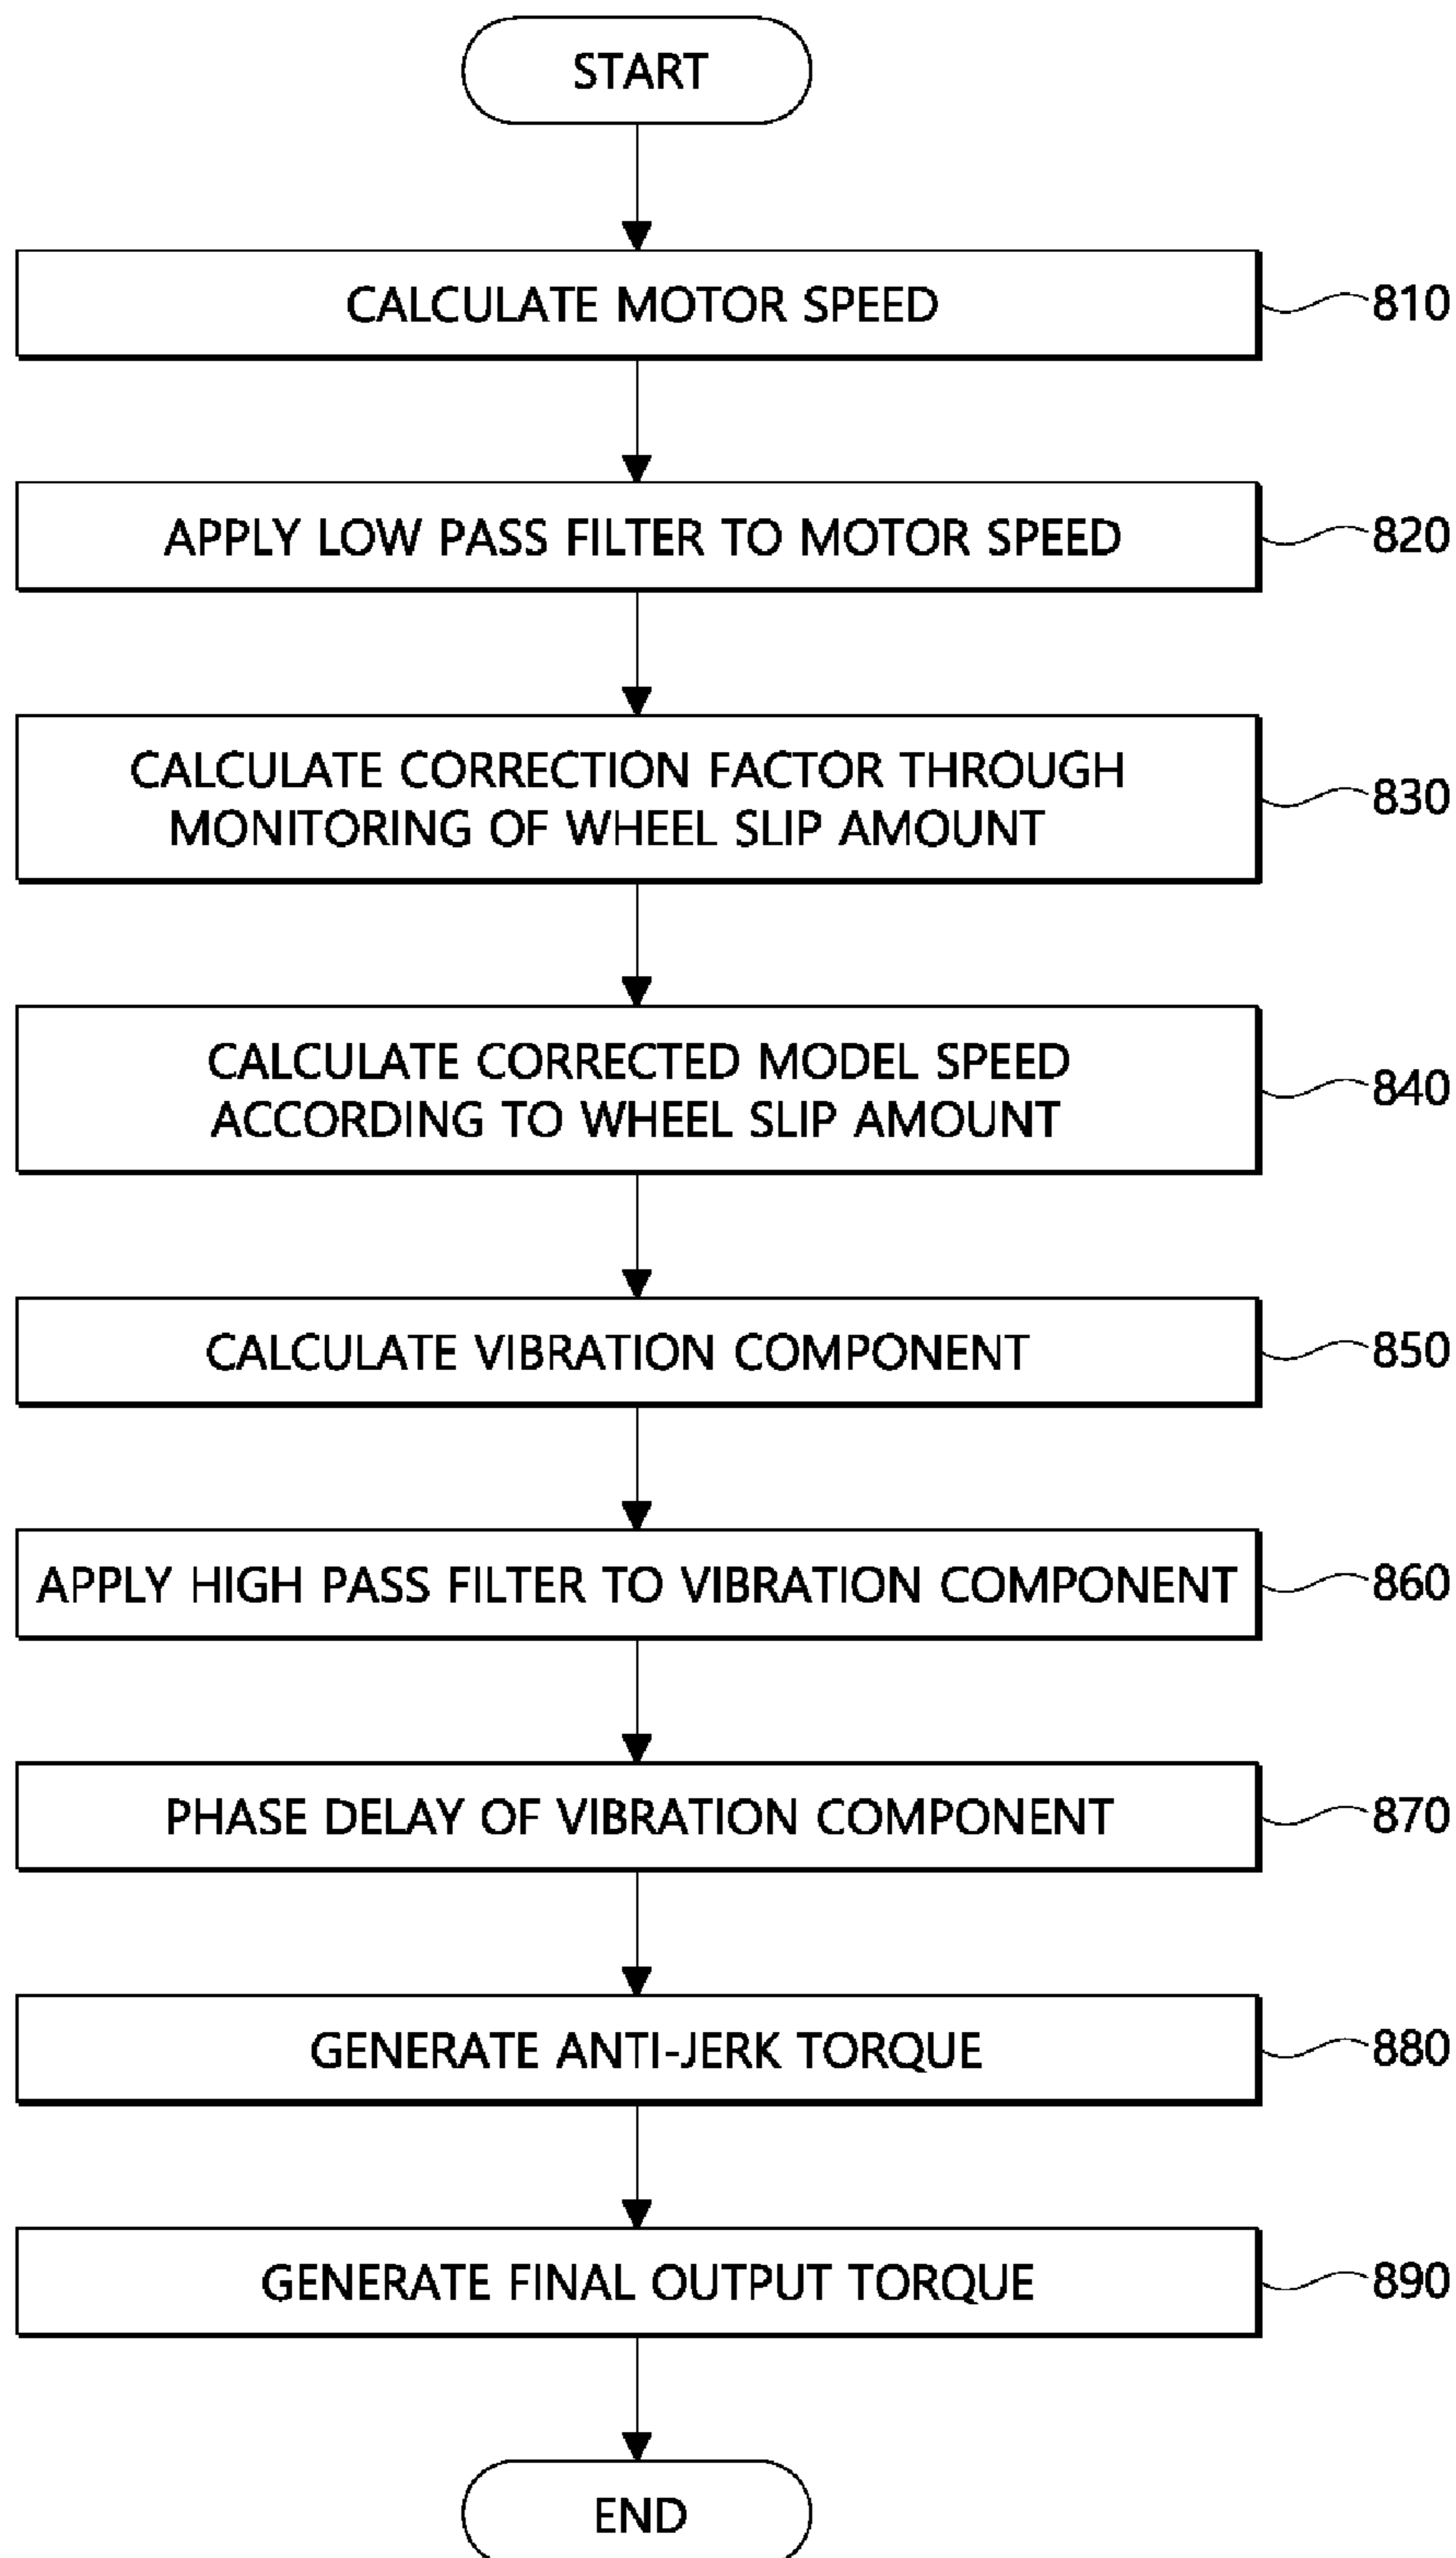 START
CALCULATE MOTOR SPEED
810
APPLY LOW PASS FILTER TO MOTOR SPEED
820
CALCULATE CORRECTION FACTOR THROUGH
MONITORING OF WHEEL SLIP AMOUNT
830
CALCULATE CORRECTED MODEL SPEED
ACCORDING TO WHEEL SLIP AMOUNT
840
CALCULATE VIBRATION COMPONENT
850
APPLY HIGH PASS FILTER TO VIBRATION COMPONENT
860
PHASE DELAY OF VIBRATION COMPONENT
870
GENERATE ANTI-JERK TORQUE
880
GENERATE FINAL OUTPUT TORQUE
890
END